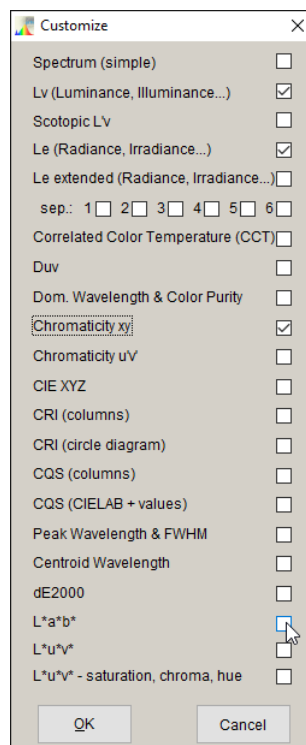 Customize
Spectrum (simple)
Lv (Luminance, Illuminance...)
Scotopic L'v
Le (Radiance, Irradiance...)
Le extended (Radiance, Irradiance...)
sep.: 1 2 3 4 5 6
Correlated Color Temperature (CCT)
Duv
Dom. Wavelength & Color Purity
Chromaticity xy
Chromaticity u'v'
CIE XYZ
CRI (columns)
CRI (circle diagram)
CQS (columns)
CQS (CIELAB + values)
Peak Wavelength & FWHM
Centroid Wavelength
dE2000
L*a*b*
L*u*v*
L*u*v* - saturation, chroma, hue
OK Cancel